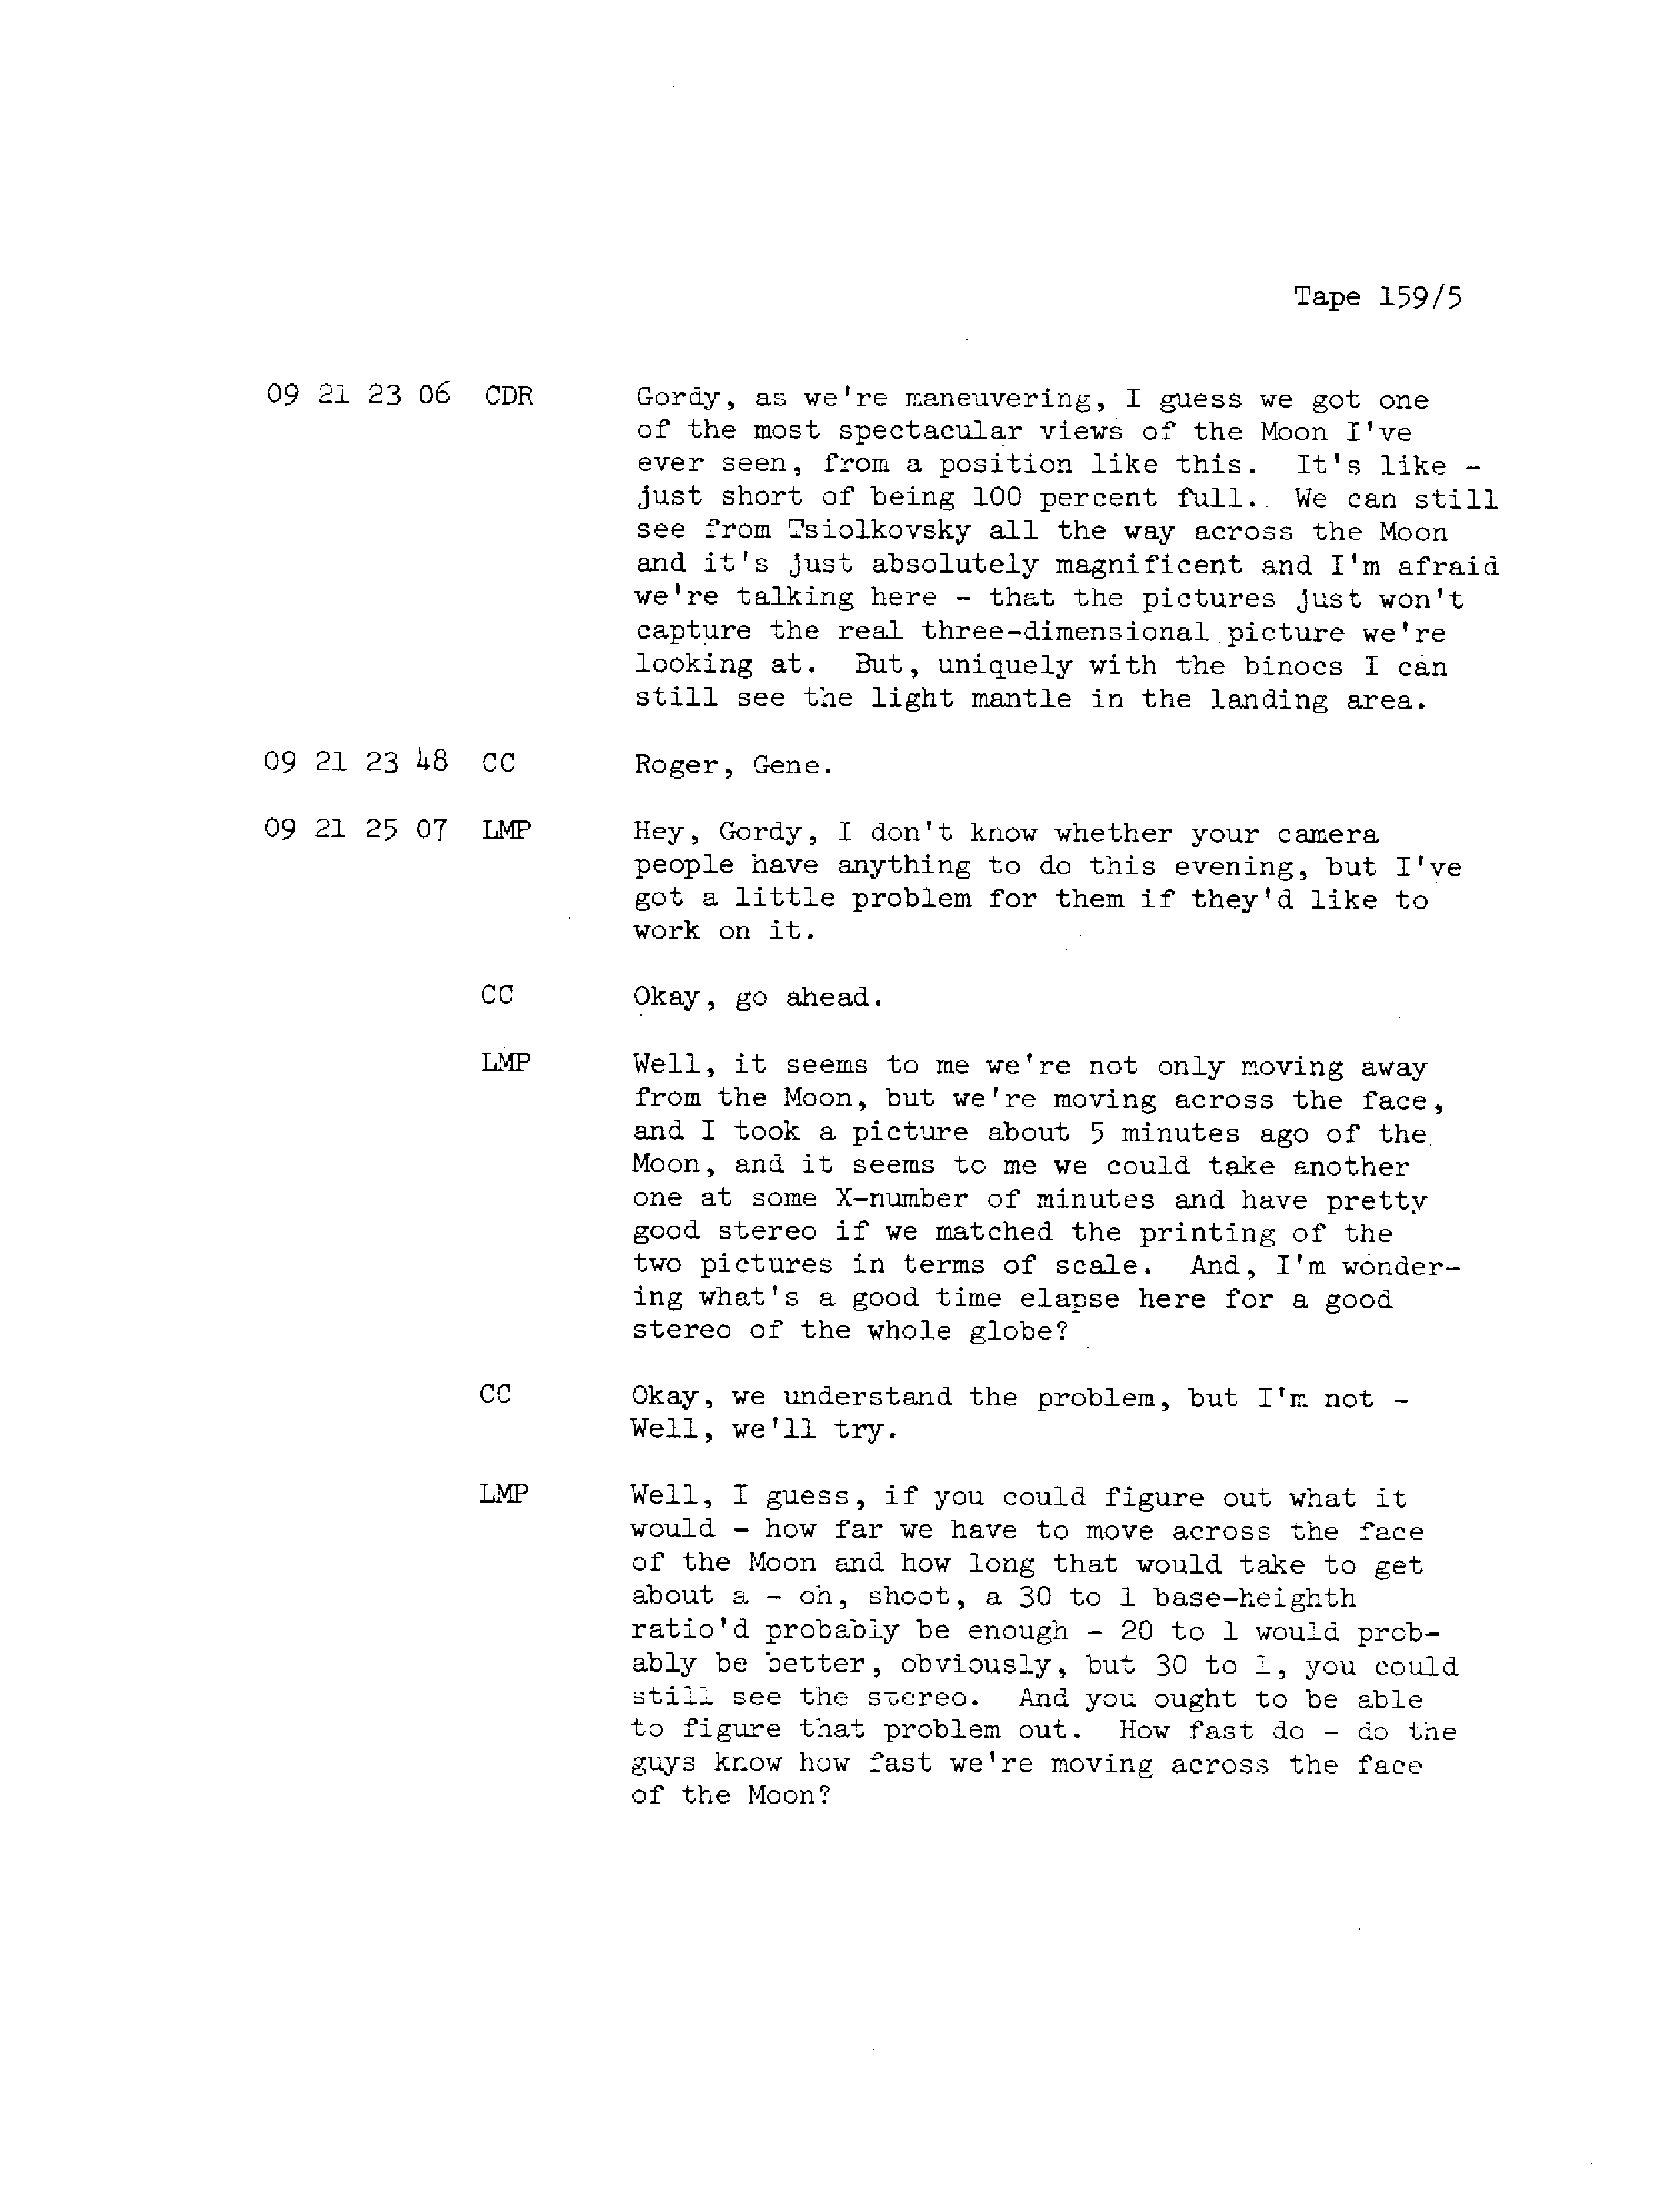 Tape 159/5
09 21 23 06 CDR Gordy, as we're maneuvering, I guess we got one
of the most spectacular views of the Moon I've
ever seen, from a position like this. It's like -
just short of being 100 percent full. We can still
see from Tsiolkovsky all the way across the Moon
and it's just absolutely magnificent and I'm afraid
we're talking here - that the pictures just won't
capture the real three-dimensional picture we're
looking at. But, uniquely with the binocs I can
still see the light mantle in the landing area.
09 21 23 48 CC Roger, Gene.
09 21 25 07 LMP Hey, Gordy, I don't know whether your camera
people have anything to do this evening, but I've
got a little problem for them if they'd like to
work on it.
CC Okay, go ahead.
LMP Well, it seems to me we're not only moving away
from the Moon, but we're moving across the face,
and I took a picture about 5 minutes ago of the
Moon, and it seems to me we could take another
one at some X-number of minutes and have pretty
good stereo if we matched the printing of the
two pictures in terms of scale. And, I'm wonder-
ing what's a good time elapse here for a good
stereo of the whole globe?
CC Okay, we understand the problem, but I'm not -
Well, we'll try.
LMP Well, I guess, if you could figure out what it
would - how far we have to move across the face
of the Moon and how long that would take to get
about a - oh, shoot, a 30 to 1 base-heighth
ratio'd probably be enough - 20 to 1 would prob-
ably be better, obviously, but 30 to 1, you could
still see the stereo. And you ought to be able
to figure that problem out. How fast do - do the
guys know how fast we're moving across the face
of the Moon?